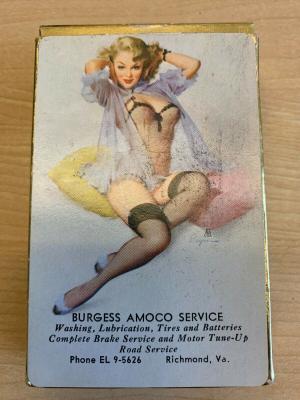 BURGESS AMOCO SERVICE
Washing, Lubrication, Tires and Batteries
Complete Brake Service and Motor Tune-Up
Road Service
Phone EL 9-5626 Richmond, Va.